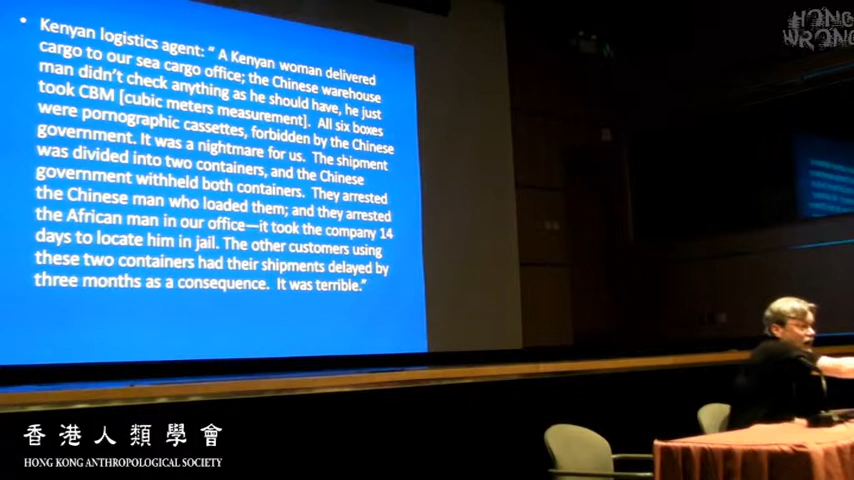 HONG WRONG
• Kenyan logistics agent: “ A Kenyan woman delivered
cargo to our sea cargo office; the Chinese warehouse
man didn’t check anything as he should have, he just
took CBM [cubic meters measurement].  All six boxes
were pornographic cassettes, forbidden by the Chinese
government. It was a nightmare for us.  The shipment
was divided into two containers, and the Chinese
government withheld both containers.  They arrested
the Chinese man who loaded them; and they arrested
the African man in our office—it took the company 14
days to locate him in jail. The other customers using
these two containers had their shipments delayed by
three months as a consequence.  It was terrible.”
香港人類學會
HONG KONG ANTHROPOLOGICAL SOCIETY